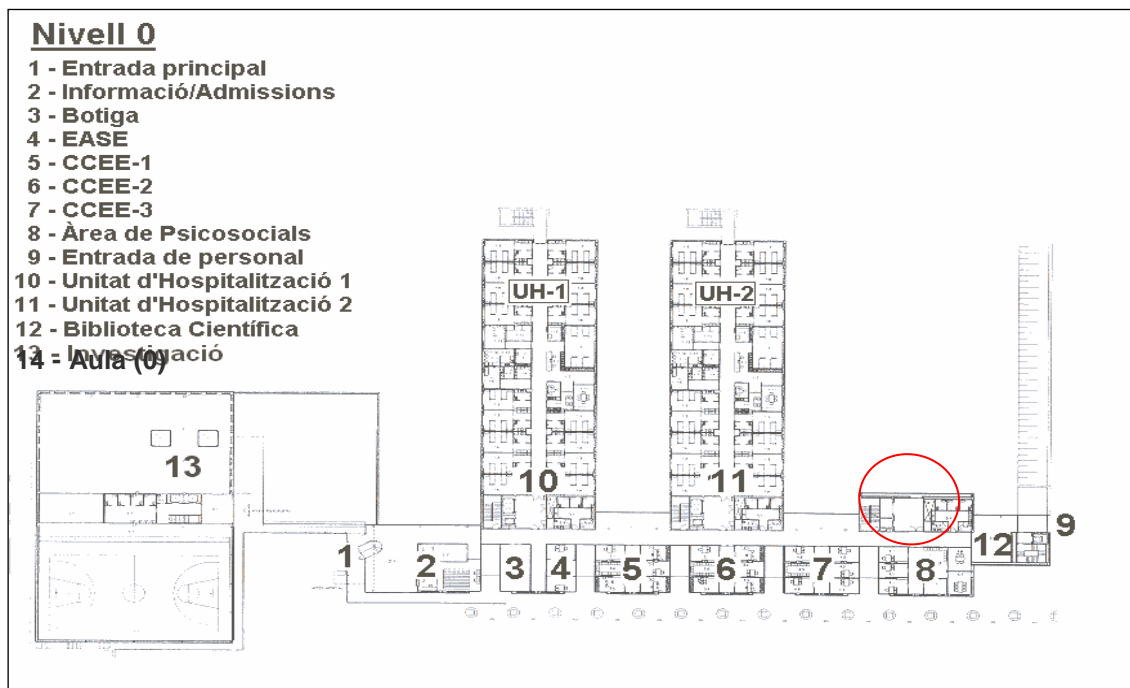 Nivell 0
1 - Entrada principal
2 - Informació/Admissions
3 - Botiga
4 - EASE
5 - CCEE-1
6 - CCEE-2
7 - CCEE-3
8 - Àrea de Psicosocials
9 - Entrada de personal
10 - Unitat d'Hospitalització 1
11 - Unitat d'Hospitalització 2
12 - Biblioteca Científica
13 - Investigació
14 - Aula (0)
UH-1
UH-2
13
10
11
1
2
3
4
5
6
7
8
12
9